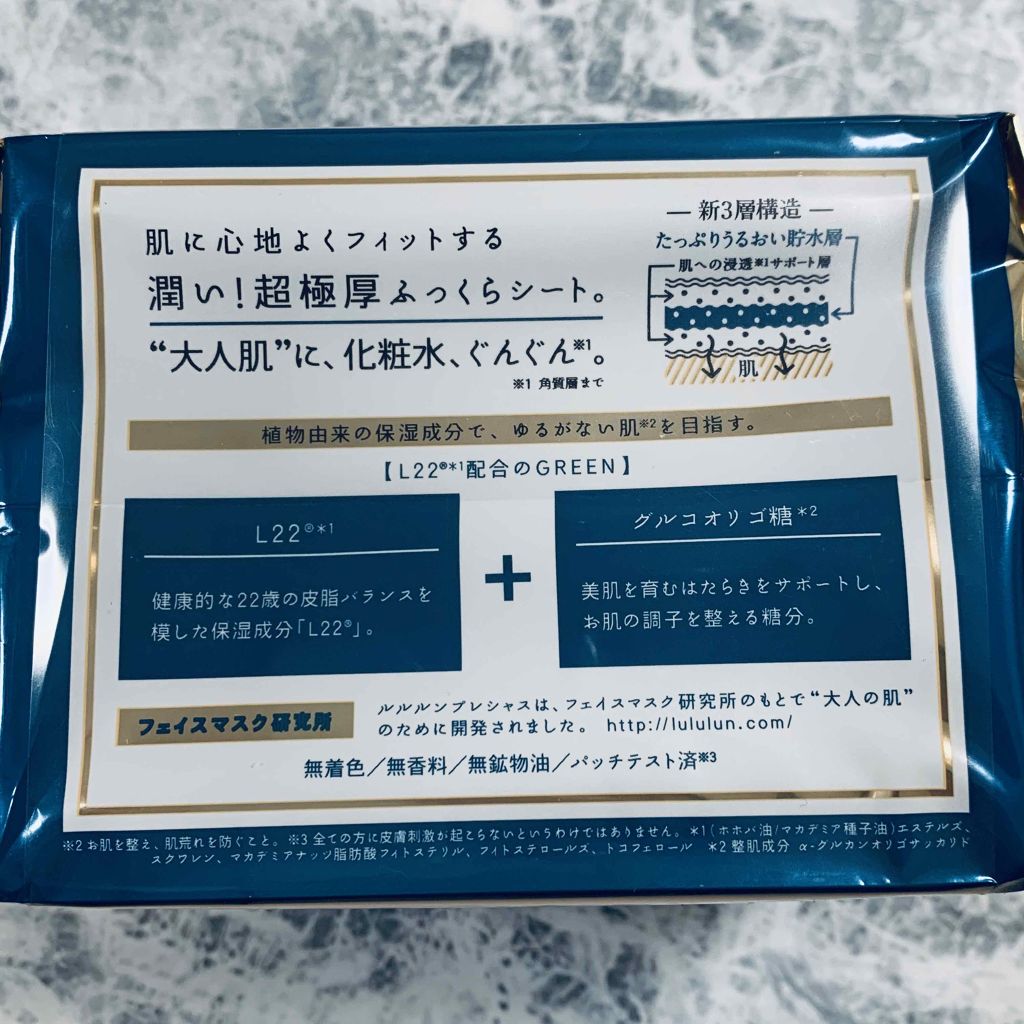 肌に心地よくフィットする
潤い!超極厚ふっくらシート。
“大人肌”に、化粧水、ぐんぐん※1。
※1 角質層まで
― 新3層構造 ―
たっぷりうるおい貯水層
肌への浸透※1サポート層
肌
植物由来の保湿成分で、ゆるがない肌※2を目指す。
【L22®*1配合のGREEN】
L22®*1
健康的な22歳の皮脂バランスを
模した保湿成分「L22®」。
+
グルコオリゴ糖*2
美肌を育むはたらきをサポートし、
お肌の調子を整える糖分。
フェイスマスク研究所
ルルルンプレシャスは、フェイスマスク研究所のもとで“大人の肌”
のために開発されました。 http://lululun.com/
無着色/無香料/無鉱物油/パッチテスト済※3
※2 お肌を整え、肌荒れを防ぐこと。※3 全ての方に皮膚刺激が起こらないというわけではありません。*1(ホホバ油/マカデミア種子油)エステルズ、
スクワレン、マカデミアナッツ脂肪酸フィトステリル、フィトステロールズ、トコフェロール *2 整肌成分 α-グルカンオリゴサッカリド